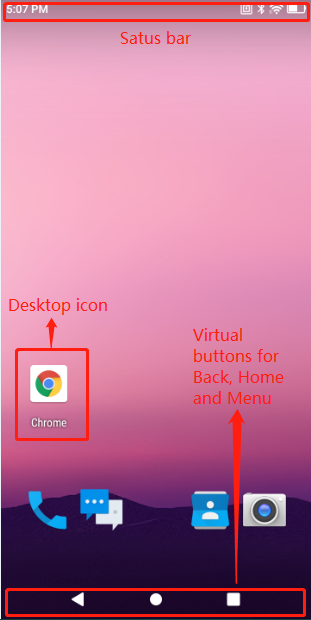 5:07 PM
Satus bar
Desktop icon
Virtual
buttons for
Back, Home
and Menu
Chrome